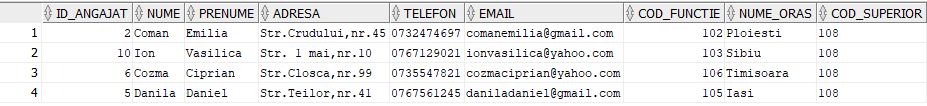 ID_ANGAJAT NUME PRENUME ADRESA TELEFON EMAIL COD_FUNCTIE NUME_ORAS COD_SUPERIOR
1 2 Coman Emilia Str.Crudului,nr.45 0732474697 comanemilia@gmail.com 102 Ploiesti 108
2 10 Ion Vasilica Str. 1 mai,nr.10 0767129021 ionvasilica@yahoo.com 103 Sibiu 108
3 6 Cozma Ciprian Str.Closca,nr.99 0735547821 cozmaciprian@yahoo.com 106 Timisoara 108
4 5 Danila Daniel Str.Teilor,nr.41 0767561245 daniladaniel@gmail.com 105 Iasi 108